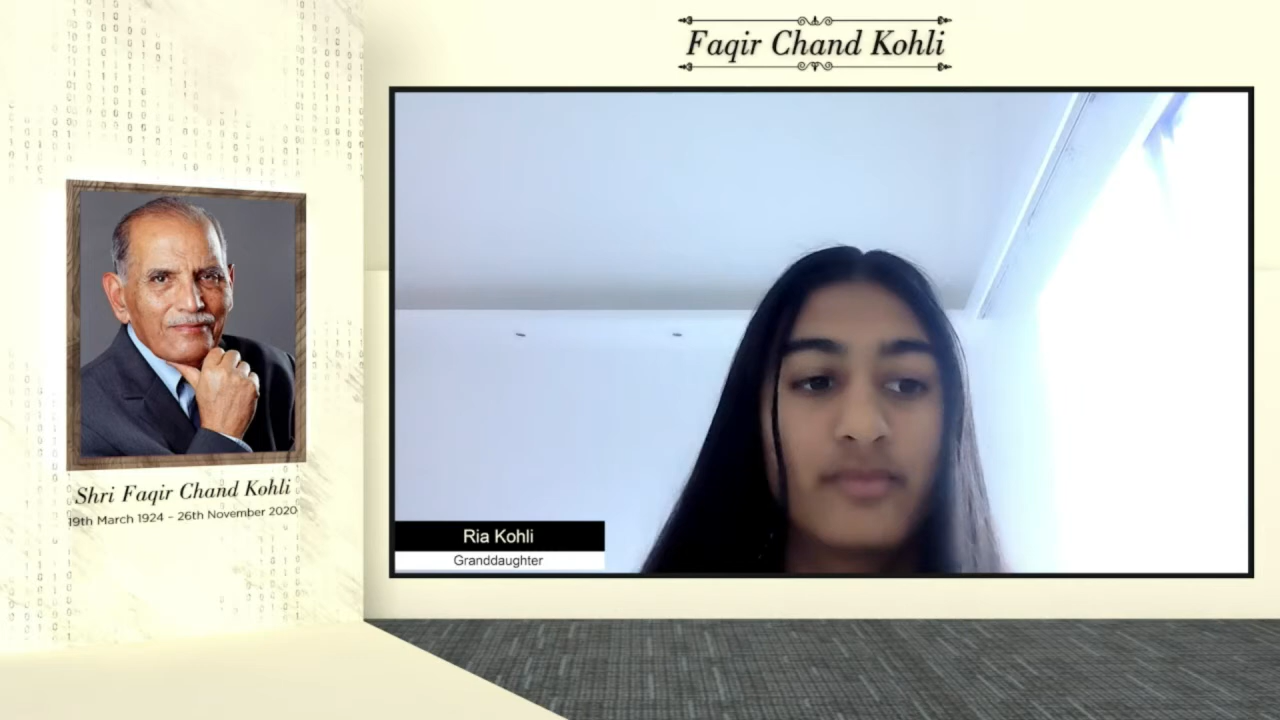 Faqir Chand Kohli
Shri Faqir Chand Kohli
19th March 1924 – 26th November 2020
Ria Kohli
Granddaughter